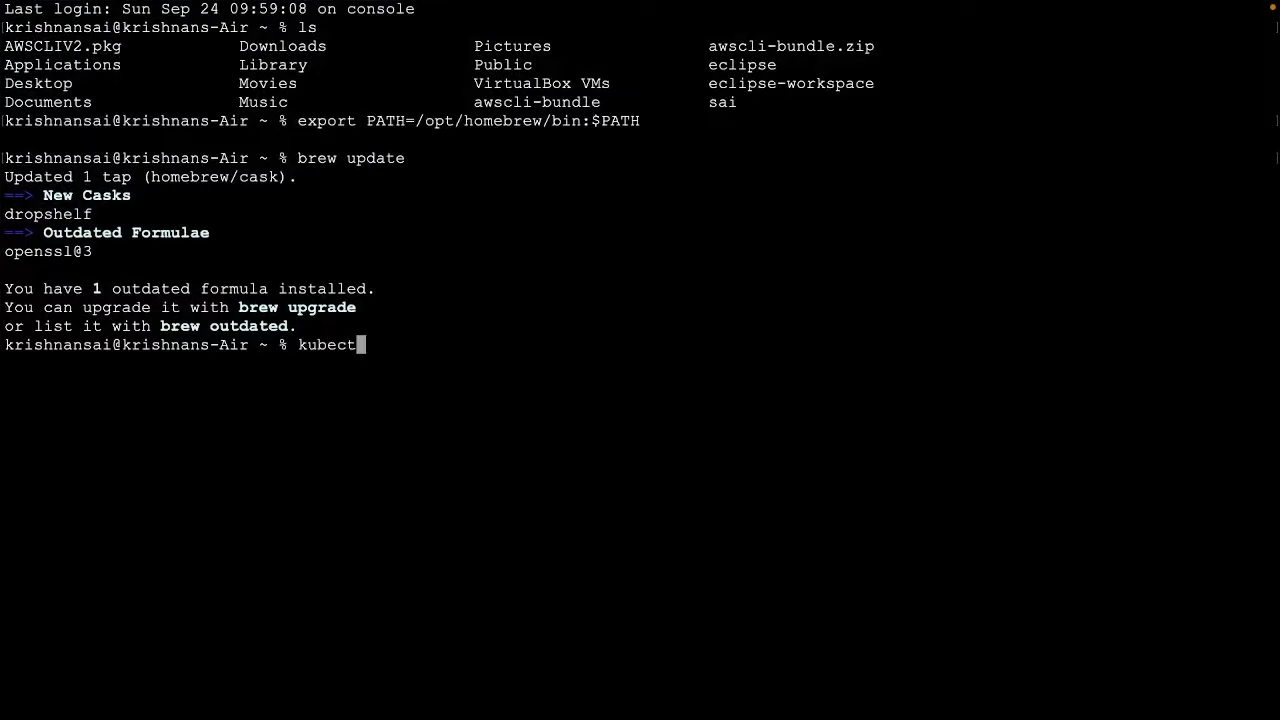 Last login: Sun Sep 24 09:59:08 on console
krishnansai@krishnans-Air ~ % ls
AWSCLIV2.pkg Downloads Pictures awscli-bundle.zip
Applications Library Public eclipse
Desktop Movies VirtualBox VMs eclipse-workspace
Documents Music awscli-bundle sai
krishnansai@krishnans-Air ~ % export PATH=/opt/homebrew/bin:$PATH
krishnansai@krishnans-Air ~ % brew update
Updated 1 tap (homebrew/cask).
==> New Casks
dropshelf
==> Outdated Formulae
openssl@3
You have 1 outdated formula installed.
You can upgrade it with brew upgrade
or list it with brew outdated.
krishnansai@krishnans-Air ~ % kubect